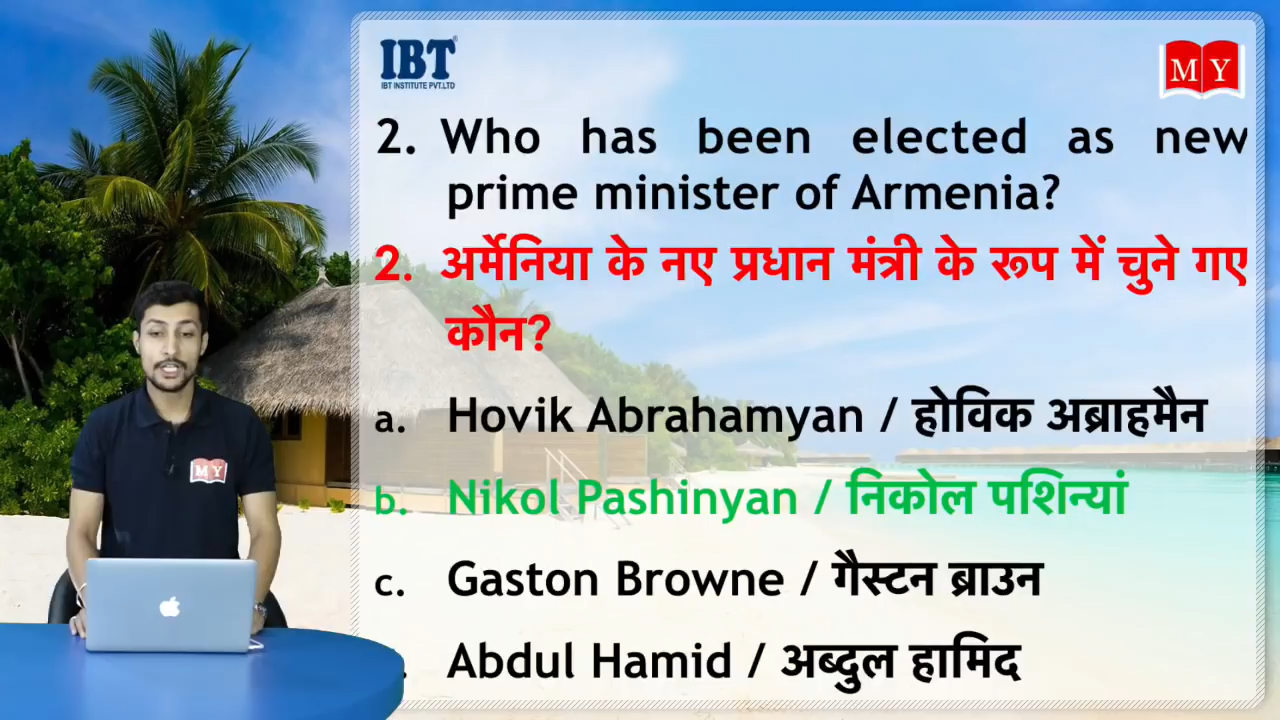 IBT
IBT INSTITUTE PVT.LTD
M Y
2. Who has been elected as new
prime minister of Armenia?
2. अर्मेनिया के नए प्रधान मंत्री के रूप में चुने गए
कौन?
a. Hovik Abrahamyan / होविक अब्राहमैन
b. Nikol Pashinyan / निकोल पशिन्यां
c. Gaston Browne / गैस्टन ब्राउन
Abdul Hamid / अब्दुल हामिद
M Y